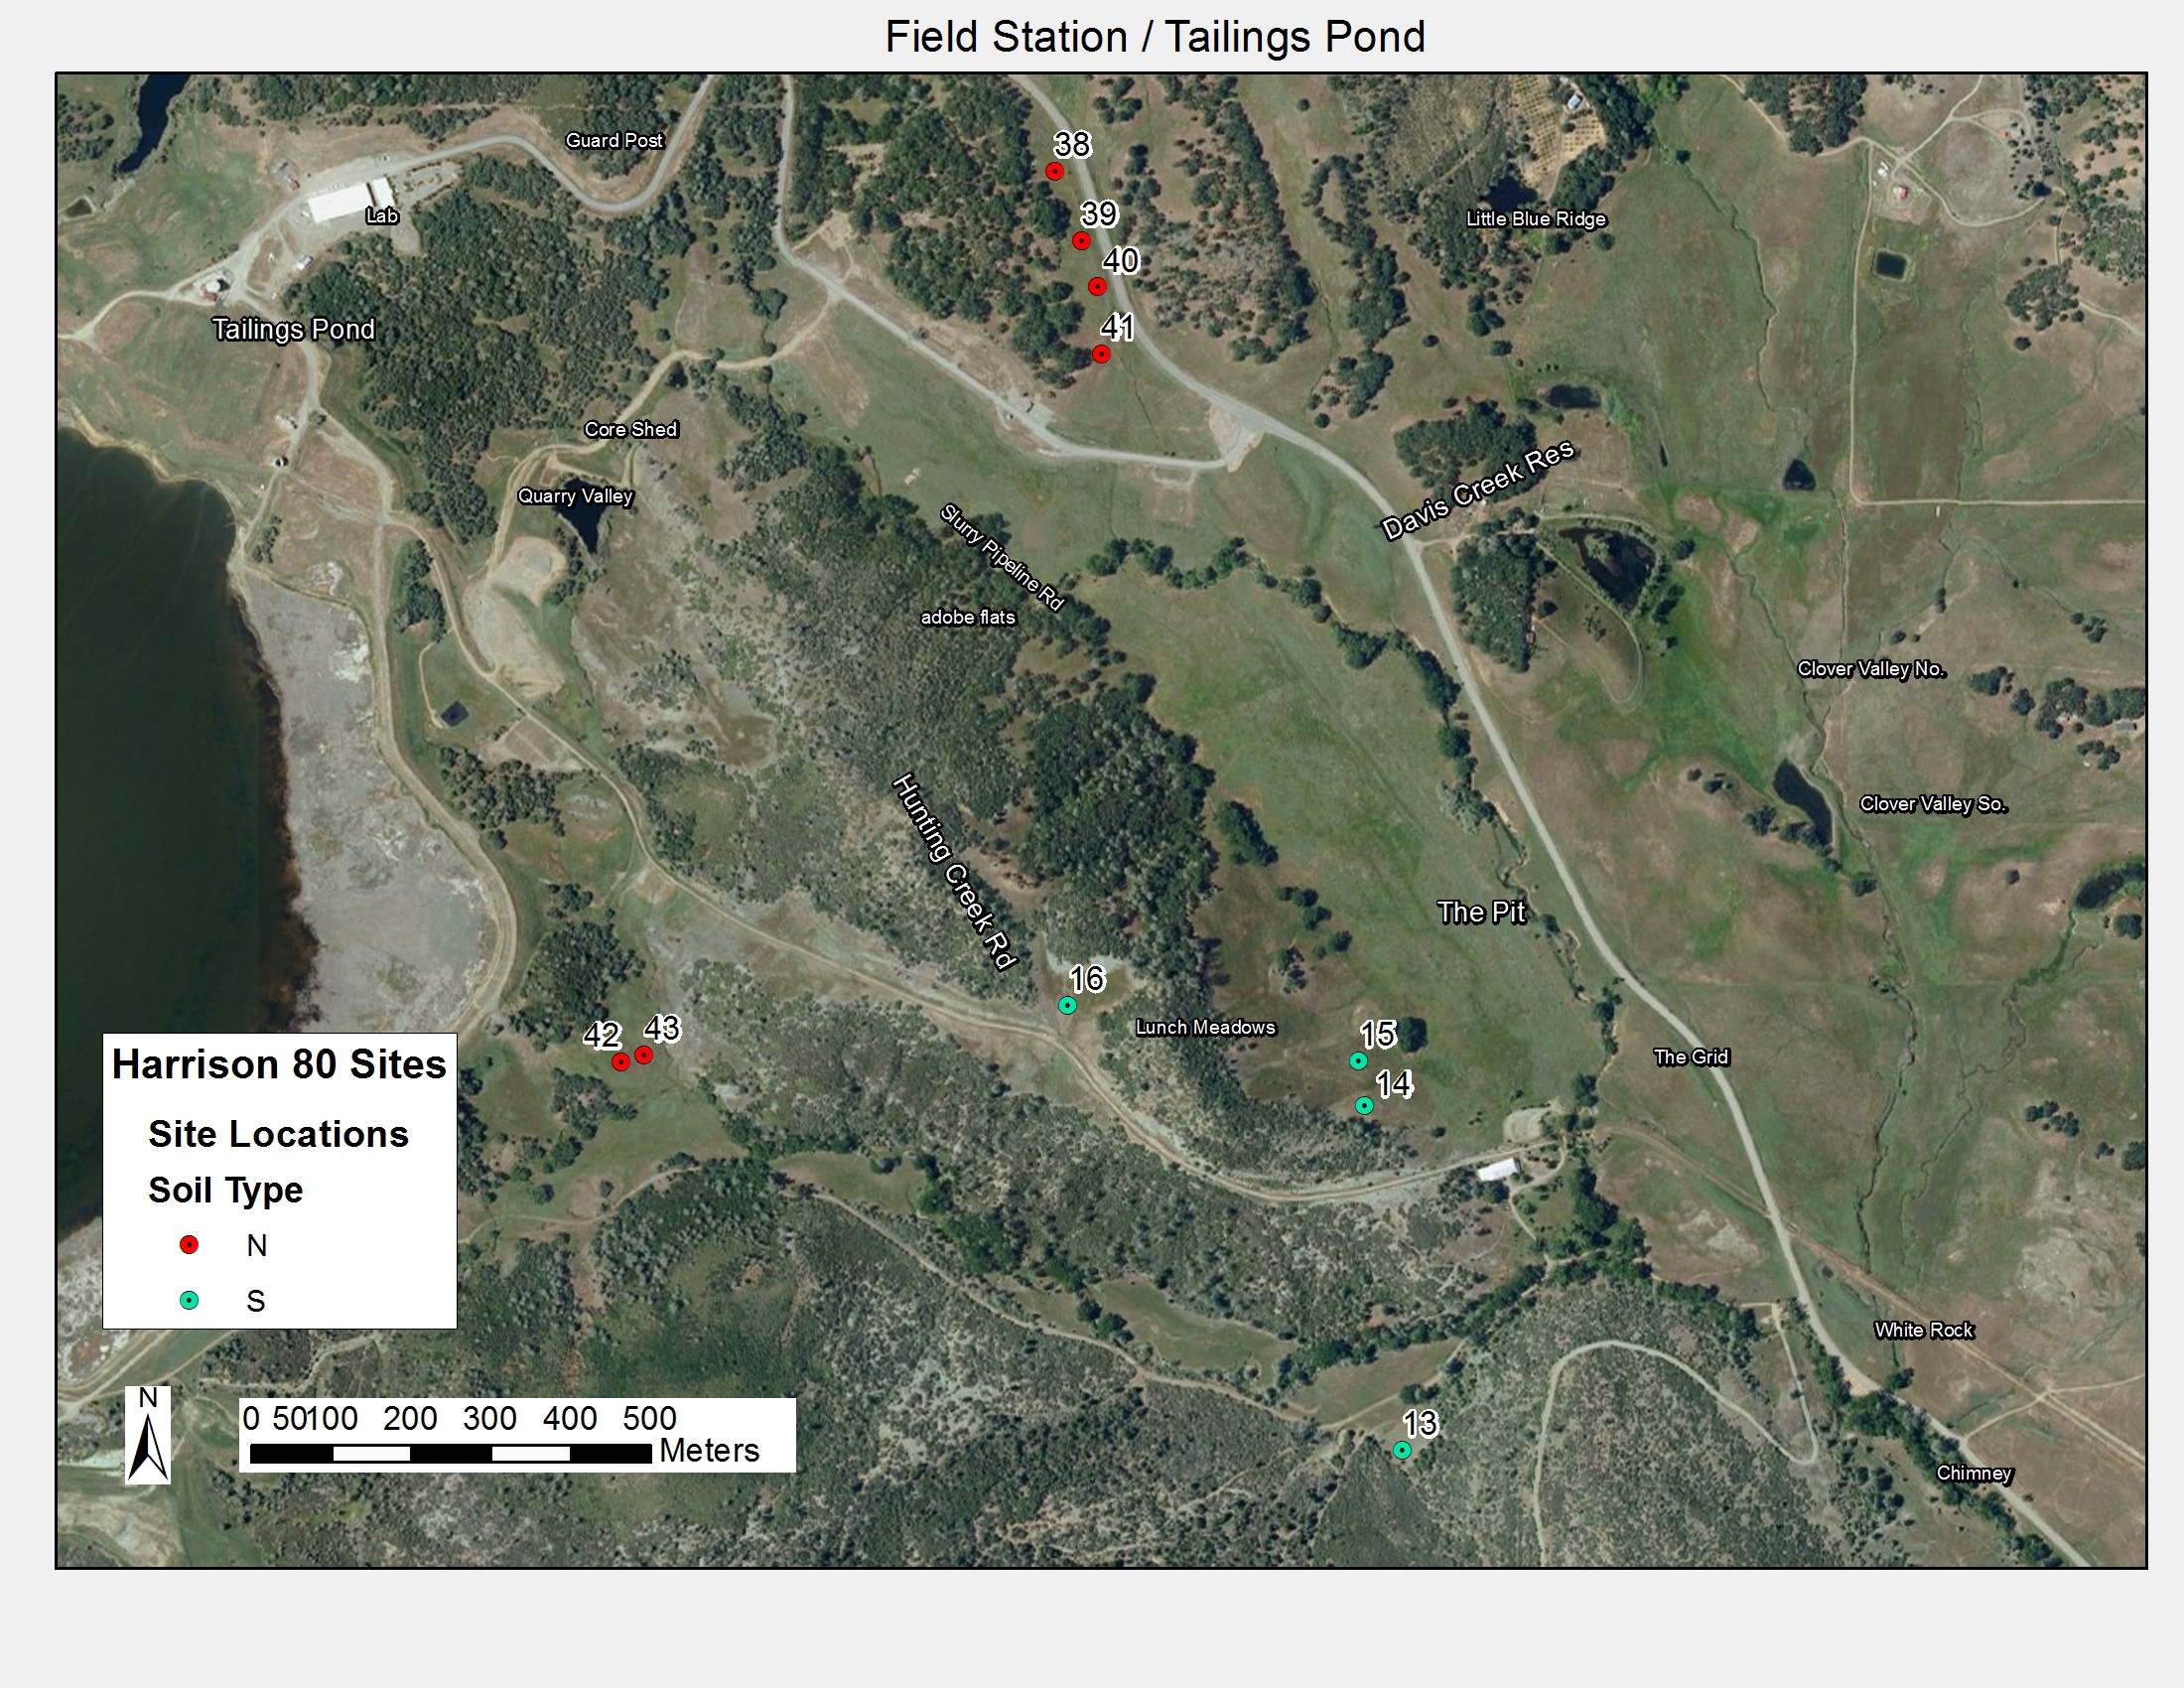 Field Station / Tailings Pond
Guard Post
38
Lab
39
Little Blue Ridge
40
Tailings Pond
41
Core Shed
Davis Creek Res
Quarry Valley
Slurry Pipeline Rd
adobe flats
Clover Valley No.
Clover Valley So.
Hunting Creek Rd
The Pit
16
Lunch Meadows
42
43
15
The Grid
14
Harrison 80 Sites
Site Locations
Soil Type
N
S
White Rock
N
0 50100 200 300 400 500
Meters
13
Chimney